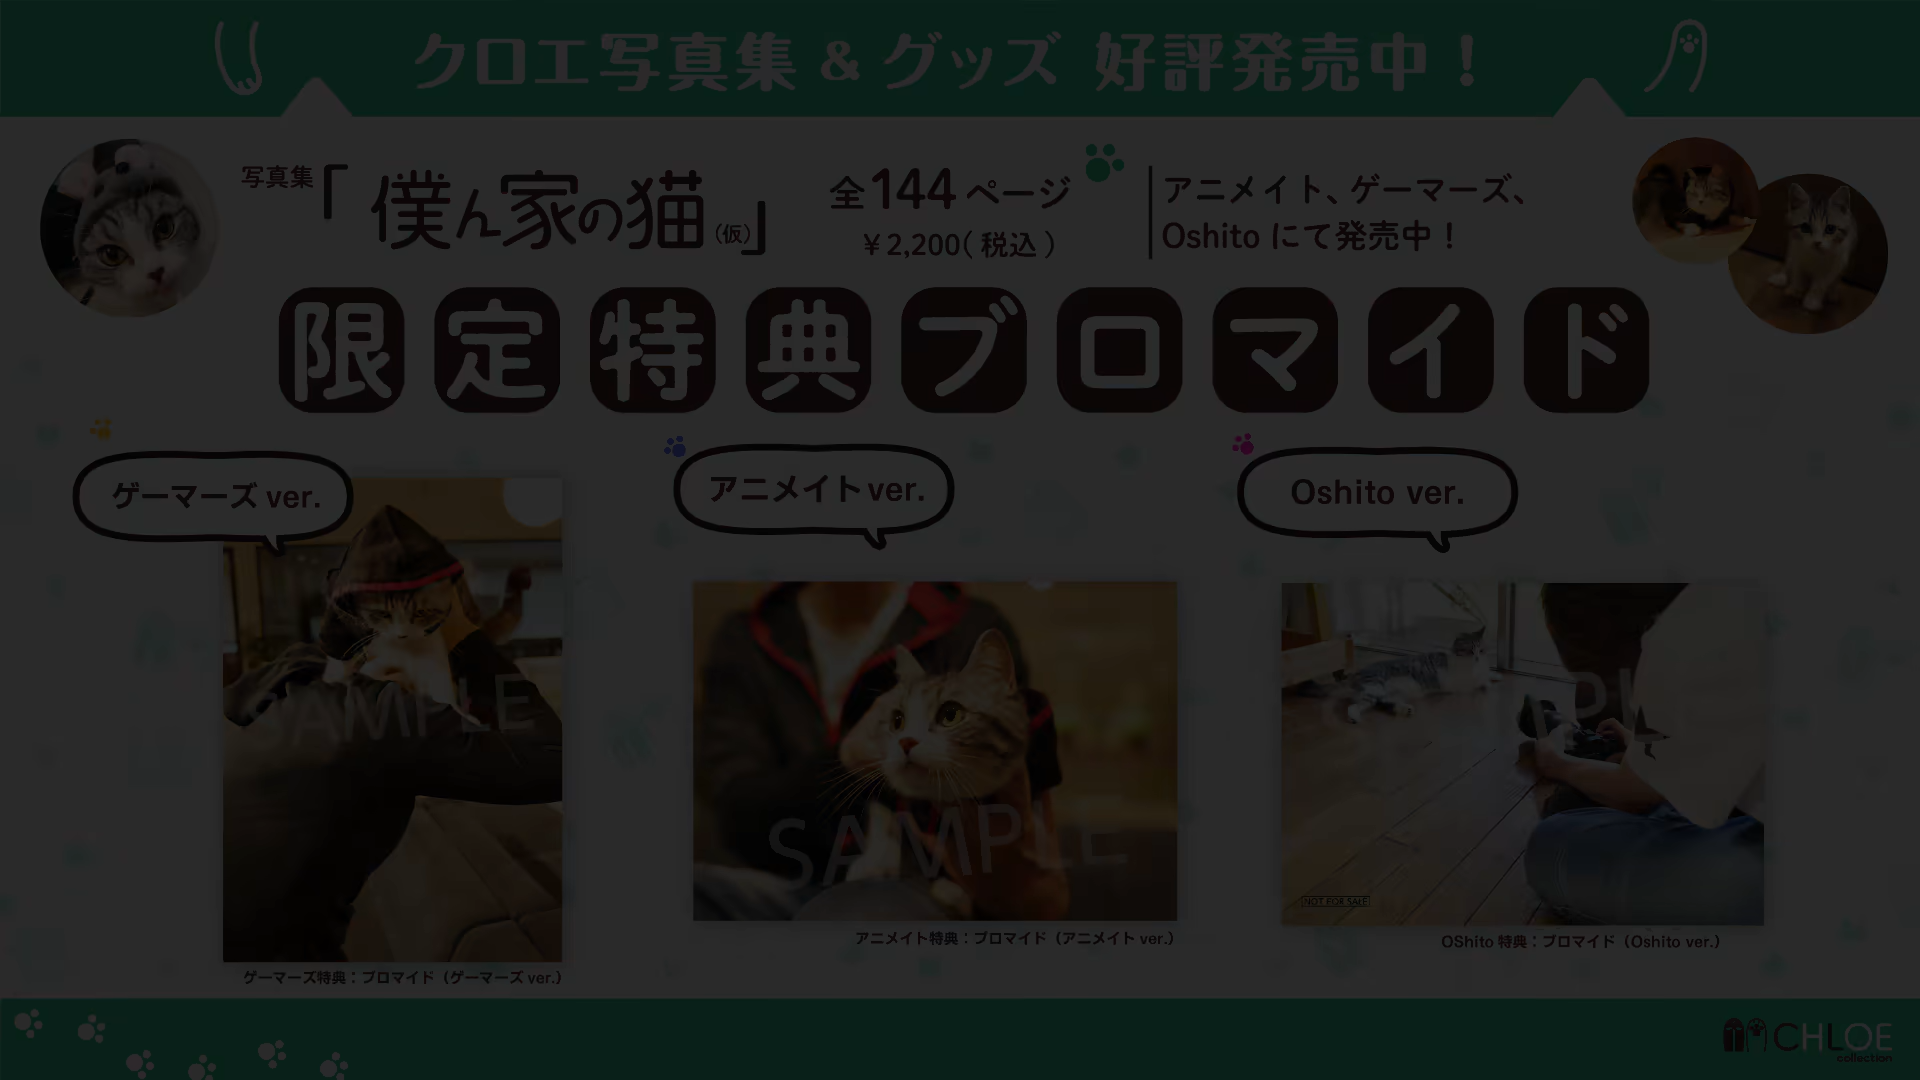 クロエ写真集 & グッズ 好評発売中！
写真集「僕ん家の猫(仮)」
全144ページ
￥2,200( 税込 )
アニメイト、ゲーマーズ、
Oshito にて発売中！
限定特典ブロマイド
ゲーマーズ ver.
アニメイト ver.
Oshito ver.
SAMPLE
SAMPLE
NOT FOR SALE
ゲーマーズ特典：ブロマイド（ゲーマーズ ver.）
アニメイト特典：ブロマイド（アニメイト ver.）
OShito 特典：ブロマイド（Oshito ver.）
CHLOE
collection